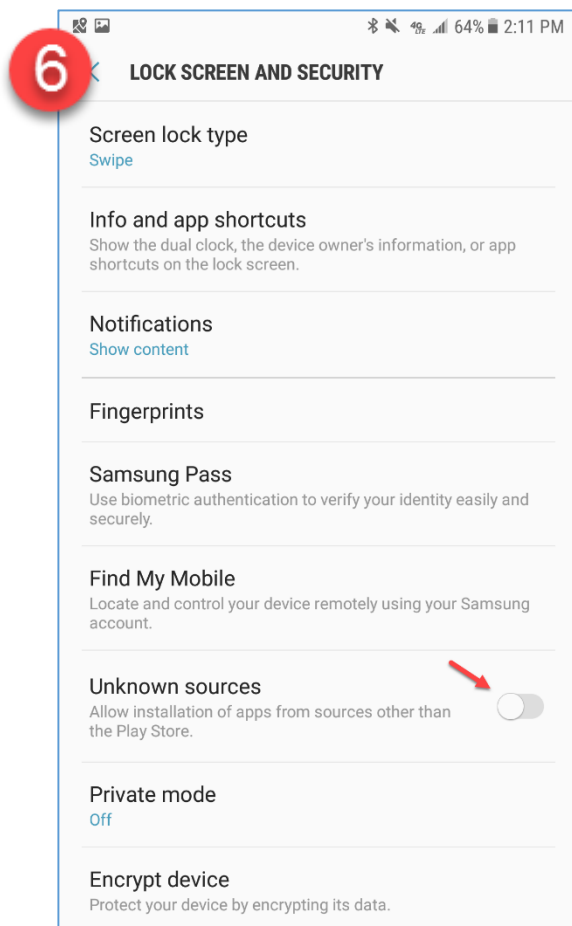 4G LTE 64% 2:11 PM
6
LOCK SCREEN AND SECURITY
Screen lock type
Swipe
Info and app shortcuts
Show the dual clock, the device owner's information, or app
shortcuts on the lock screen.
Notifications
Show content
Fingerprints
Samsung Pass
Use biometric authentication to verify your identity easily and
securely.
Find My Mobile
Locate and control your device remotely using your Samsung
account.
Unknown sources
Allow installation of apps from sources other than
the Play Store.
Private mode
Off
Encrypt device
Protect your device by encrypting its data.